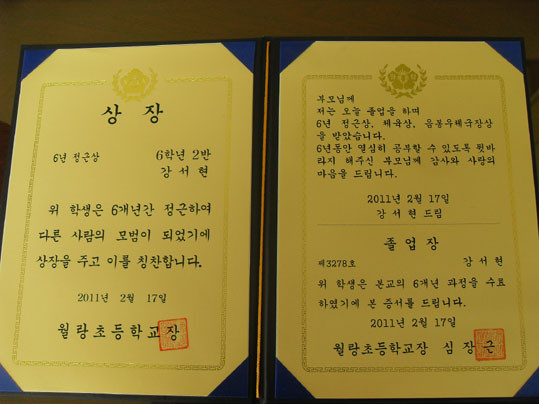 상 장
6년 정근상 6학년 2반
강 서 현
위 학생은 6개년간 정근하여
다른 사람의 모범이 되었기에
상장을 주고 이를 칭찬합니다.
2011년 2월 17일
월랑초등학교장
부모님께
저는 오늘 졸업을 하며
6년 정근상, 체육상, 음봉우체국장상
을 받았습니다.
6년동안 열심히 공부할 수 있도록 뒷바
라지 해주신 부모님께 감사와 사랑의
마음을 드립니다.
2011년 2월 17일
강 서 현 드림
졸 업 장
제3278호 강 서 현
위 학생은 본교의 6개년 과정을 수료
하였기에 본 증서를 드립니다.
2011년 2월 17일
월랑초등학교장 심 장 근